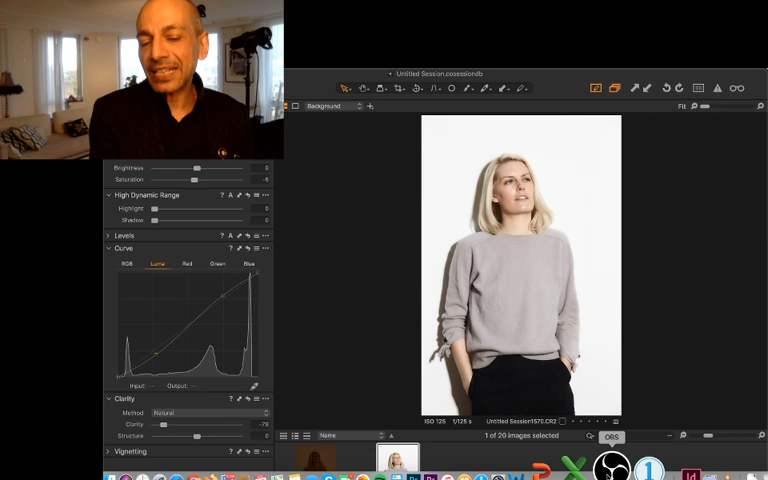 Untitled Session.cosessiondb
Background
Fit
Brightness 0
Saturation -6
High Dynamic Range ? A
Highlight 0
Shadow 0
Levels ? A
Curve ?
RGB Luma Red Green Blue
Input: -- Output: --
Clarity ?
Method Natural
Clarity -79
Structure 0
Vignetting ?
ISO 125 1/125 s Untitled Session1570.CR2
Name
1 of 20 images selected
OBS